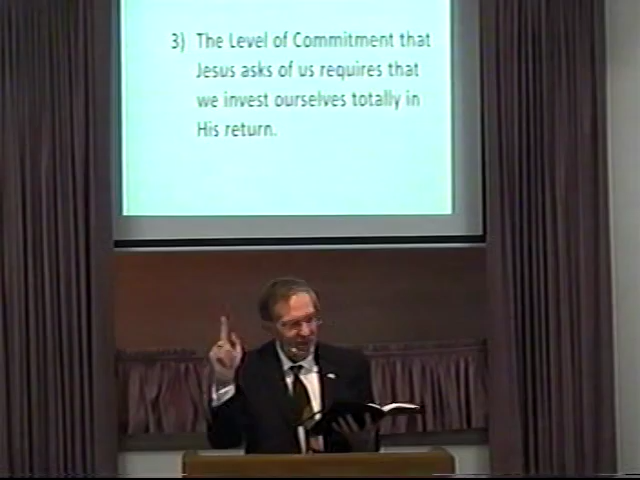 3) The Level of Commitment that
Jesus asks of us requires that
we invest ourselves totally in
His return.